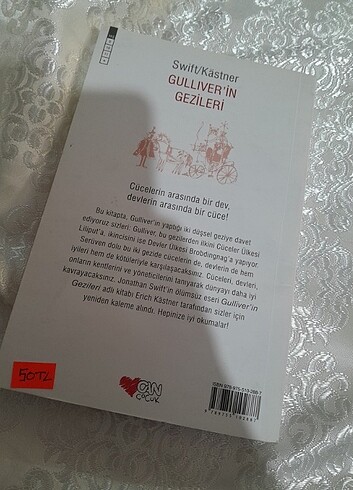 Swift/Kästner
GULLIVER'İN
GEZİLERİ
Cücelerin arasında bir dev,
devlerin arasında bir cüce!
Bu kitapta, Gulliver'in yaptığı iki düşsel geziye davet
ediyoruz sizleri: Gulliver, bu gezilerden ilkini Cüceler Ülkesi
Liliput'a, ikincisini ise Devler Ülkesi Brobdingnag'a yapıyor.
Serüven dolu bu iki gezide cücelerin de, devlerin de hem
iyileri hem de kötüleriyle karşılaşacaksınız. Cüceleri, devleri,
onların kentlerini ve yöneticilerini tanıyarak dünyayı daha iyi
kavrayacaksınız. Jonathan Swift'in ölümsüz eseri Gulliver'in
Gezileri adlı kitabı Erich Kästner tarafından sizler için
yeniden kaleme alındı. Hepinize iyi okumalar!
50TL
CAN
ÇOCUK